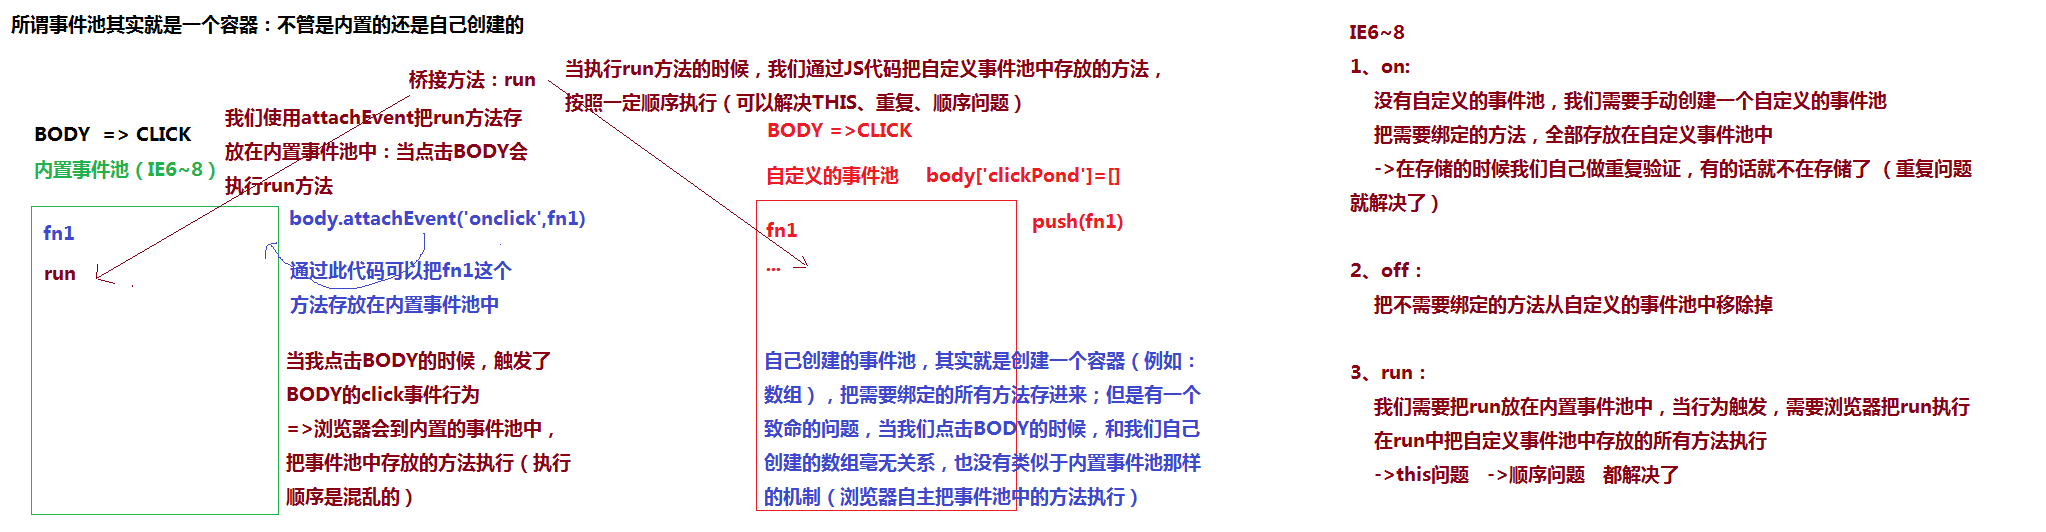 所谓事件池其实就是一个容器：不管是内置的还是自己创建的
桥接方法：run
我们使用attachEvent把run方法存
放在内置事件池中：当点击BODY会
执行run方法
BODY => CLICK
内置事件池（IE6~8）
fn1
run
body.attachEvent('onclick',fn1)
通过此代码可以把fn1这个
方法存放在内置事件池中
当我点击BODY的时候，触发了
BODY的click事件行为
=>浏览器会到内置的事件池中，
把事件池中存放的方法执行（执行
顺序是混乱的）
当执行run方法的时候，我们通过JS代码把自定义事件池中存放的方法，
按照一定顺序执行（可以解决THIS、重复、顺序问题）
BODY =>CLICK
自定义的事件池 body['clickPond']=[]
fn1
...
push(fn1)
自己创建的事件池，其实就是创建一个容器（例如：
数组），把需要绑定的所有方法存进来；但是有一个
致命的问题，当我们点击BODY的时候，和我们自己
创建的数组毫无关系，也没有类似于内置事件池那样
的机制（浏览器自主把事件池中的方法执行）
IE6~8
1、on:
没有自定义的事件池，我们需要手动创建一个自定义的事件池
把需要绑定的方法，全部存放在自定义事件池中
->在存储的时候我们自己做重复验证，有的话就不在存储了 （重复问题
就解决了）
2、off：
把不需要绑定的方法从自定义的事件池中移除掉
3、run：
我们需要把run放在内置事件池中，当行为触发，需要浏览器把run执行
在run中把自定义事件池中存放的所有方法执行
->this问题 ->顺序问题 都解决了